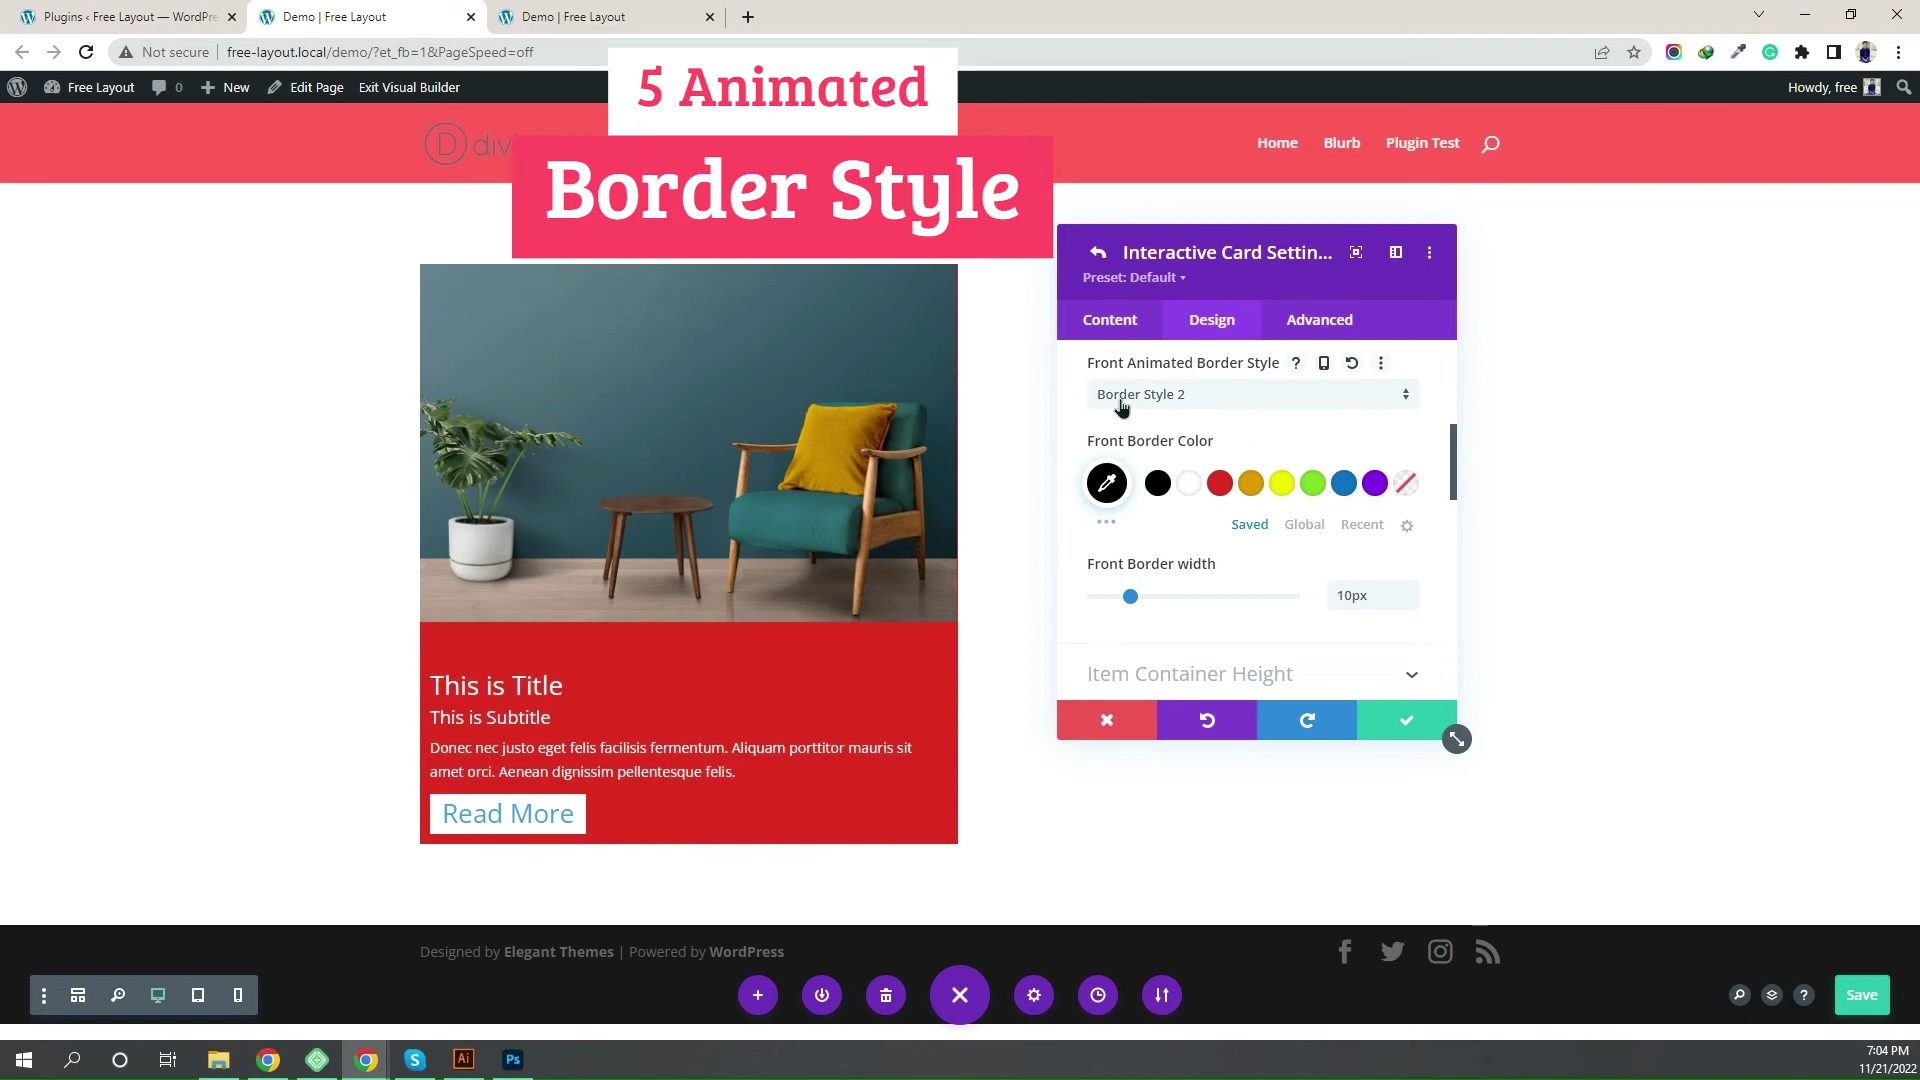 Plugins ‹ Free Layout — WordPre
Demo | Free Layout
Demo | Free Layout
Not secure
free-layout.local/demo/?et_fb=1&PageSpeed=off
Free Layout
0
New
Edit Page
Exit Visual Builder
Howdy, free
5 Animated
Border Style
D div
Home
Blurb
Plugin Test
Interactive Card Settin...
Preset: Default
Content
Design
Advanced
Front Animated Border Style
?
Border Style 2
Front Border Color
Saved
Global
Recent
Front Border width
10px
Item Container Height
This is Title
This is Subtitle
Donec nec justo eget felis facilisis fermentum. Aliquam porttitor mauris sit
amet orci. Aenean dignissim pellentesque felis.
Read More
Designed by Elegant Themes | Powered by WordPress
?
Save
S
Ai
Ps
7:04 PM
11/21/2022